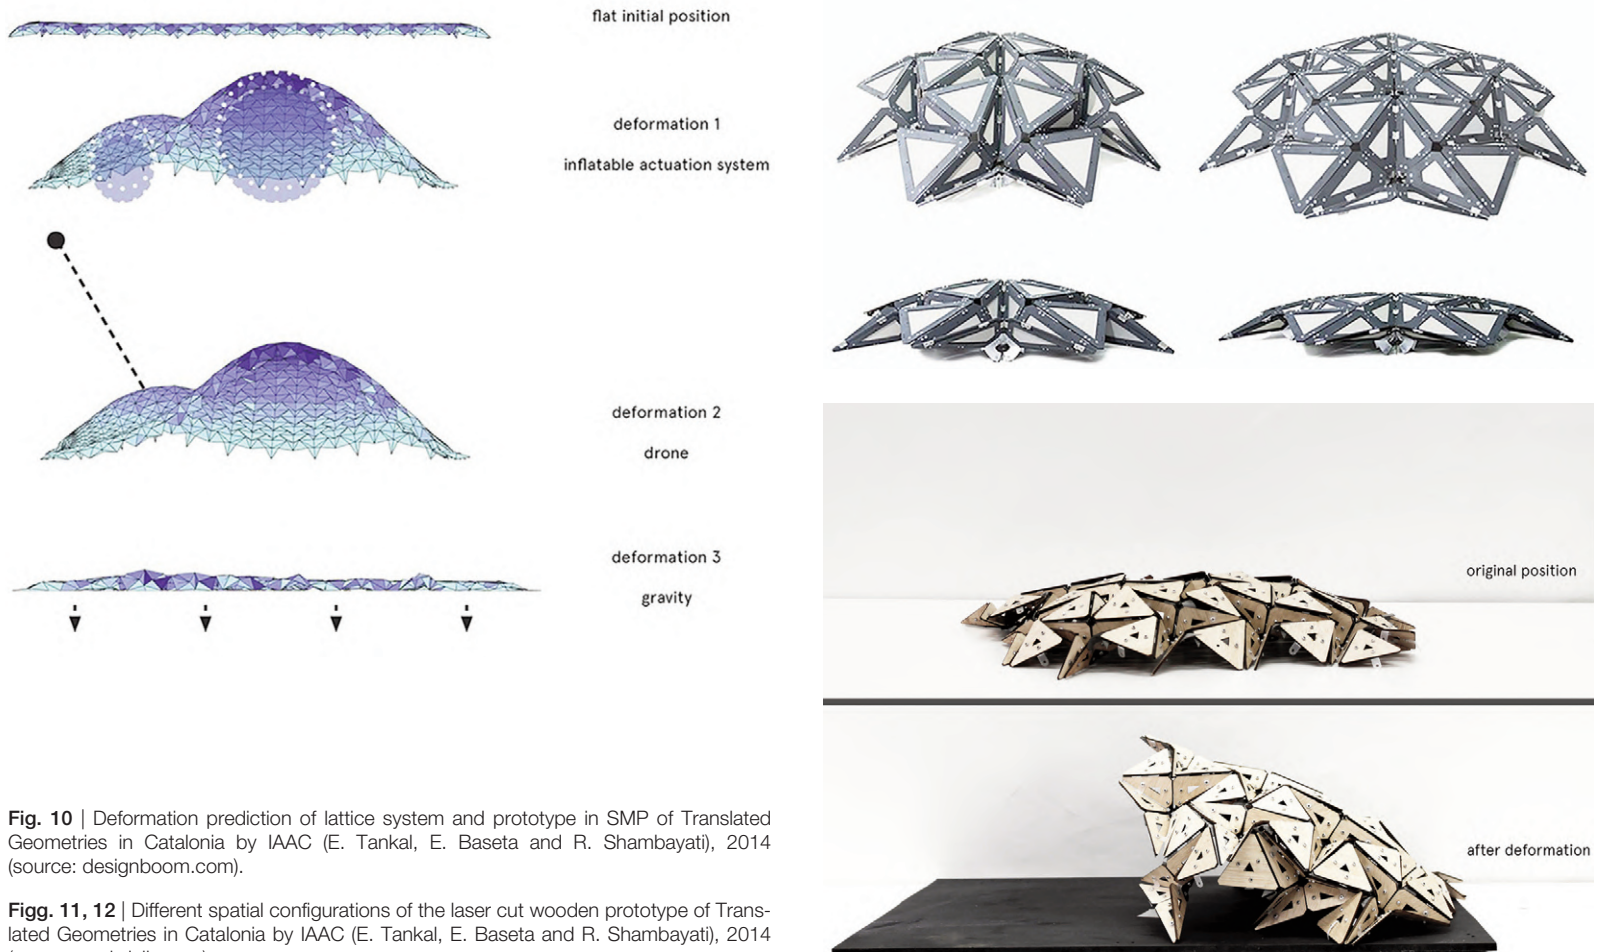 flat initial position
deformation 1
inflatable actuation system
deformation 2
drone
deformation 3
gravity
original position
after deformation
Fig. 10 | Deformation prediction of lattice system and prototype in SMP of Translated
Geometries in Catalonia by IAAC (E. Tankal, E. Baseta and R. Shambayati), 2014
(source: designboom.com).
Figg. 11, 12 | Different spatial configurations of the laser cut wooden prototype of Trans-
lated Geometries in Catalonia by IAAC (E. Tankal, E. Baseta and R. Shambayati), 2014